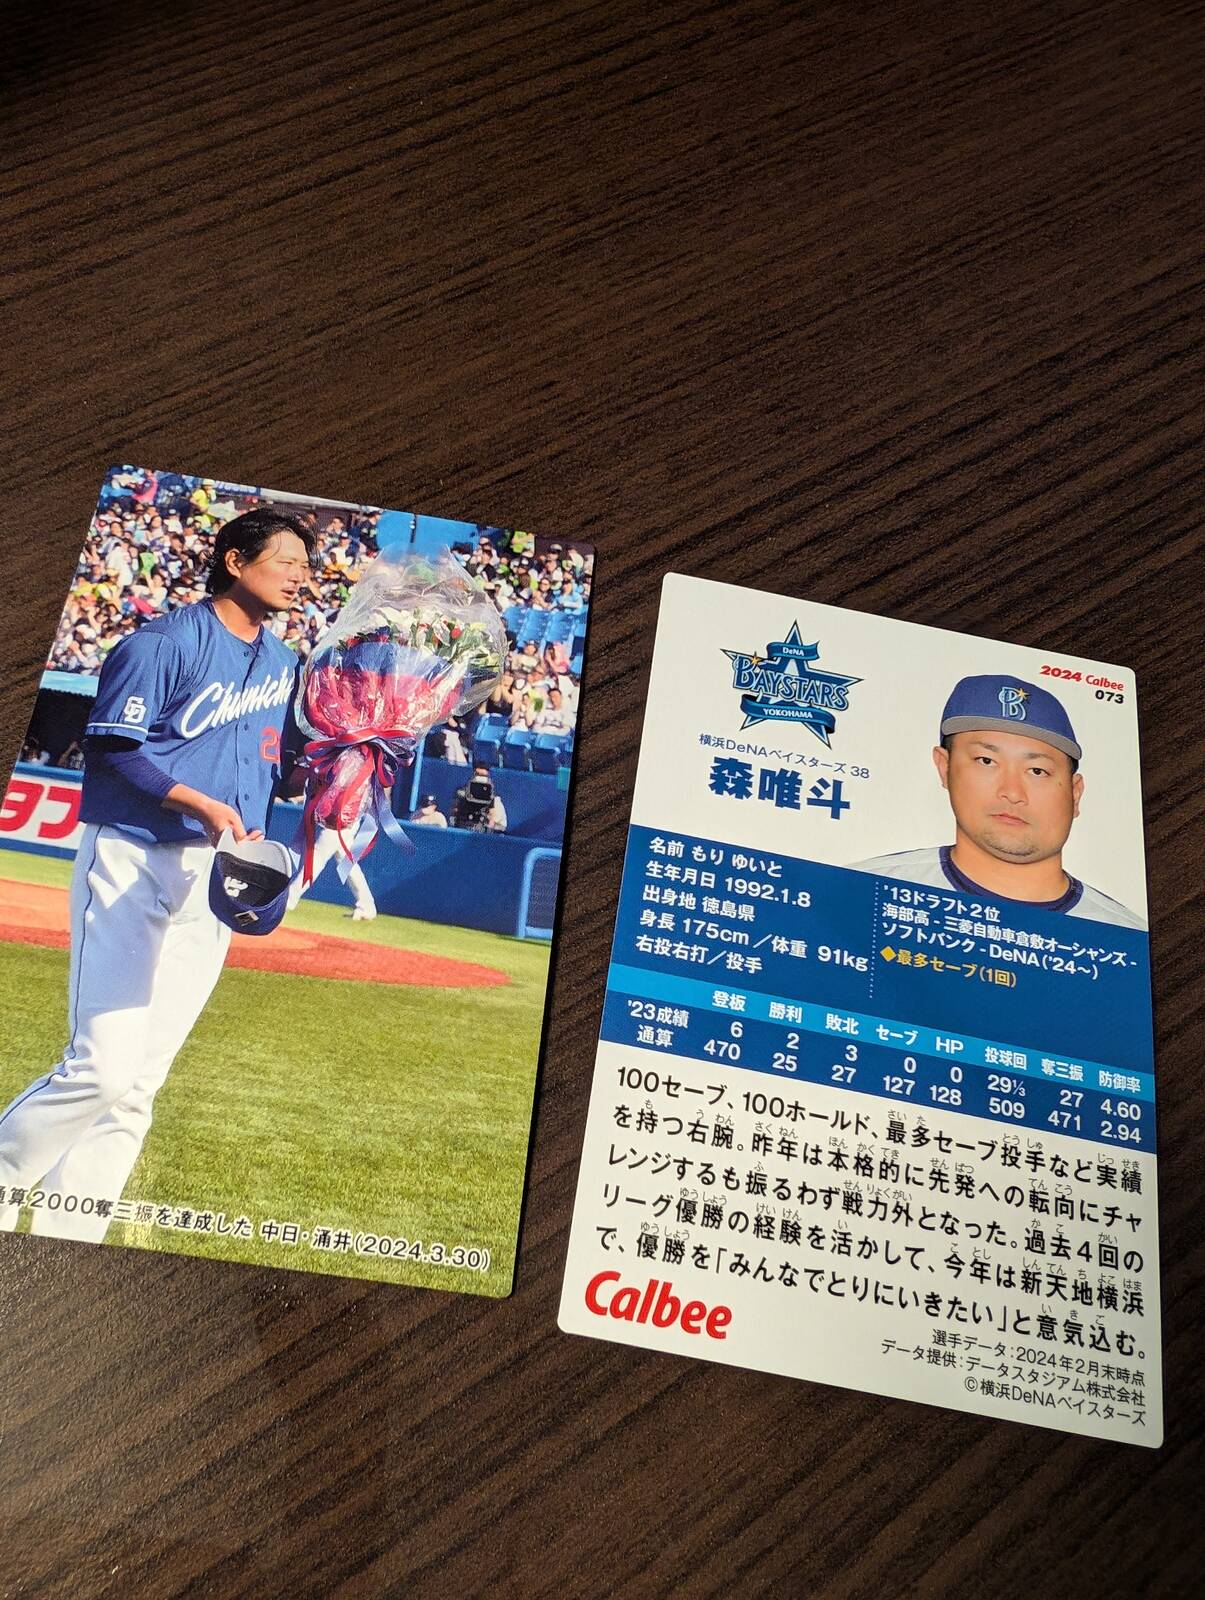 Chunichi
CD
2
ヨプ
通算2000奪三振を達成した 中日・涌井(2024.3.30)
DeNA
BAYSTARS
YOKOHAMA
B
2024 Calbee
073
横浜DeNAベイスターズ 38
森唯斗
名前 もり ゆいと
生年月日 1992.1.8
出身地 徳島県
身長 175cm/体重 91kg
右投右打/投手
'13ドラフト2位
海部高-三菱自動車倉敷オーシャンズ-
ソフトバンク-DeNA('24~)
◆最多セーブ(1回)
登板 勝利 敗北 セーブ HP 投球回 奪三振 防御率
'23成績 6 2 3 0 0 29⅓ 27 4.60
通算 470 25 27 127 128 509 471 2.94
100セーブ、100ホールド、最多セーブ投手など実績
を持つ右腕。昨年は本格的に先発への転向にチャ
レンジするも振るわず戦力外となった。過去4回の
リーグ優勝の経験を活かして、今年は新天地横浜
で、優勝を「みんなでとりにいきたい」と意気込む。
Calbee
選手データ:2024年2月末時点
データ提供:データスタジアム株式会社
©横浜DeNAベイスターズ